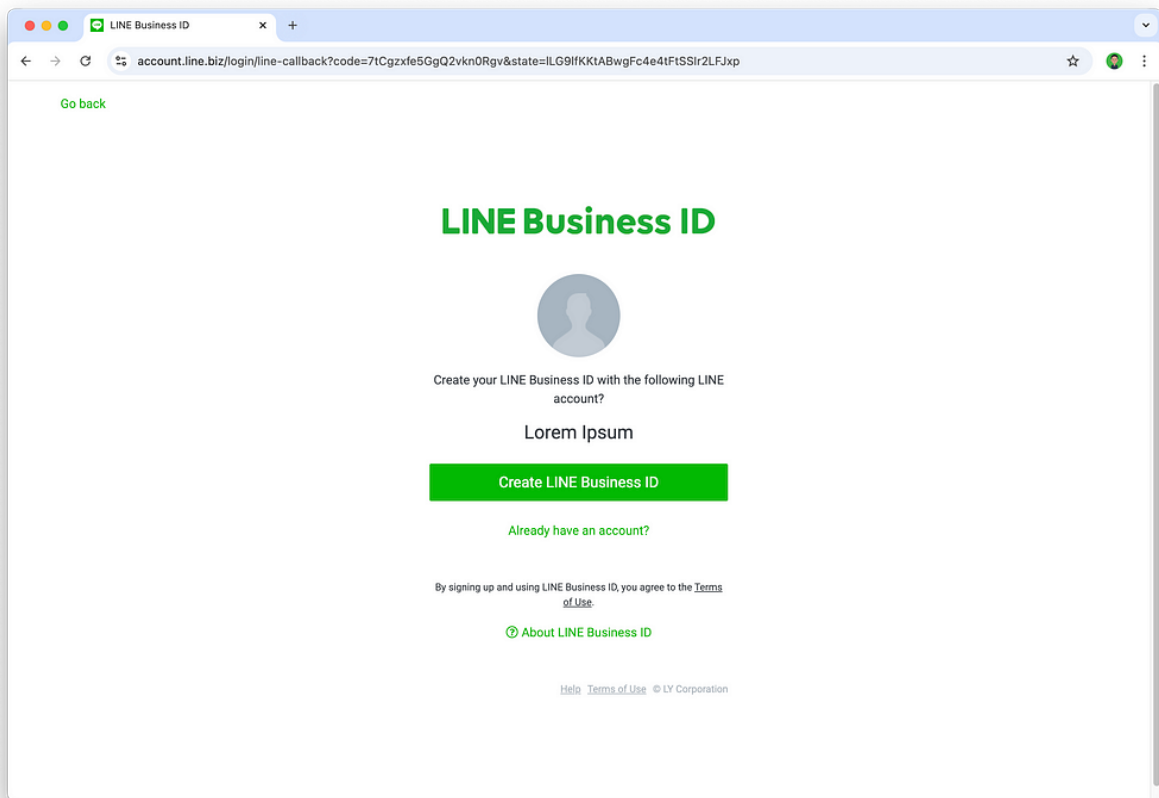 LINE Business ID
account.line.biz/login/line-callback?code=7tCgzxfe5GgQ2vkn0Rgv&state=ILG9IfKKtABwgFc4e4tFtSSIr2LFJxp
Go back
LINE Business ID
Create your LINE Business ID with the following LINE
account?
Lorem Ipsum
Create LINE Business ID
Already have an account?
By signing up and using LINE Business ID, you agree to the Terms
of Use.
About LINE Business ID
Help Terms of Use © LY Corporation